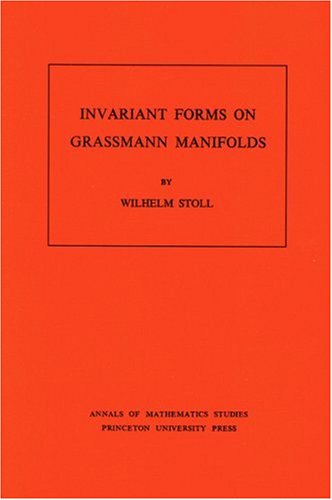 INVARIANT FORMS ON
GRASSMANN MANIFOLDS
BY
WILHELM STOLL
ANNALS OF MATHEMATICS STUDIES
PRINCETON UNIVERSITY PRESS